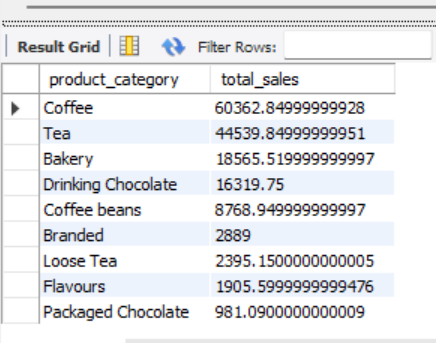 Result Grid Filter Rows:
product_category total_sales
Coffee 60362.84999999928
Tea 44539.84999999951
Bakery 18565.519999999997
Drinking Chocolate 16319.75
Coffee beans 8768.949999999997
Branded 2889
Loose Tea 2395.1500000000005
Flavours 1905.5999999999476
Packaged Chocolate 981.0900000000009